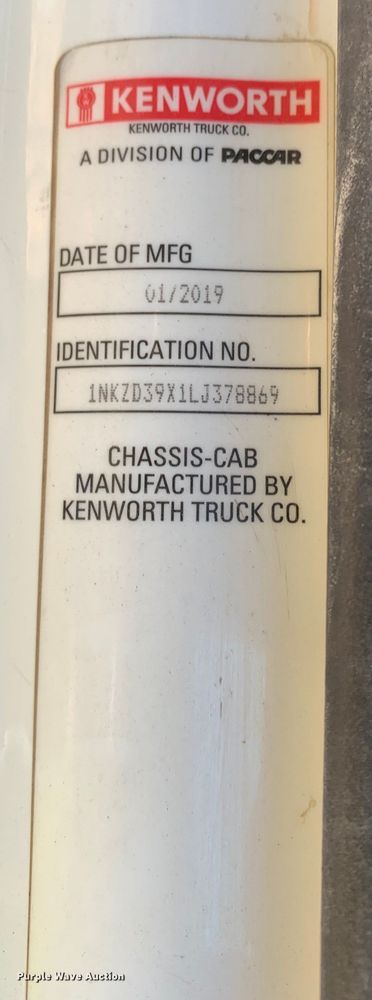 KENWORTH
KENWORTH TRUCK CO.
A DIVISION OF PACCAR
DATE OF MFG
01/2019
IDENTIFICATION NO.
1NKZD39X1LJ378869
CHASSIS-CAB
MANUFACTURED BY
KENWORTH TRUCK CO.
Purple Wave Auction